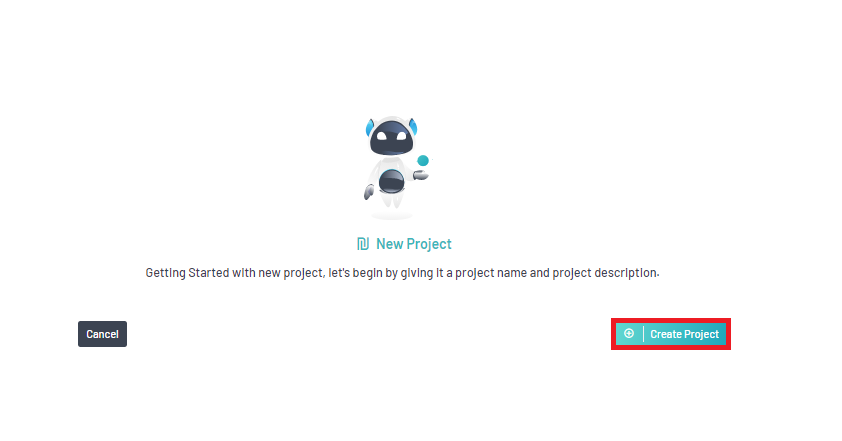 New Project
Getting Started with new project, let's begin by giving it a project name and project description.
Cancel
Create Project